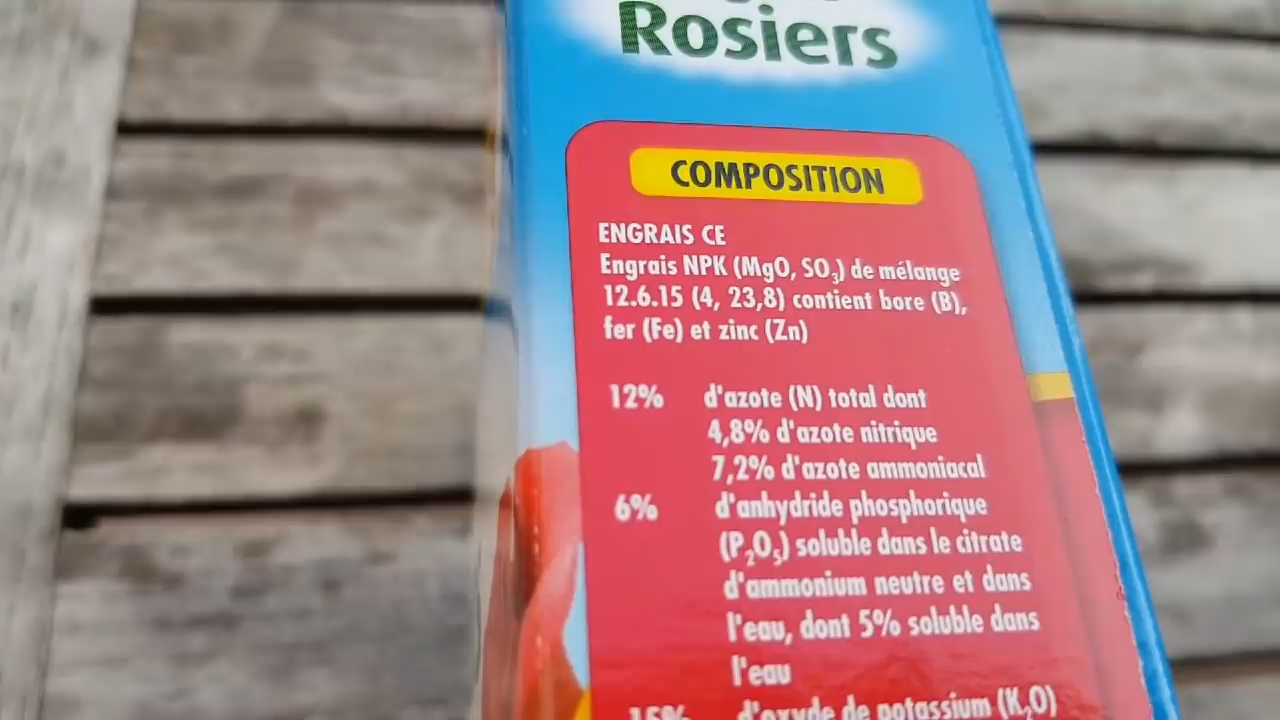 Rosiers
COMPOSITION
ENGRAIS CE
Engrais NPK (MgO, SO₃) de mélange
12.6.15 (4, 23,8) contient bore (B),
fer (Fe) et zinc (Zn)
12% d'azote (N) total dont
4,8% d'azote nitrique
7,2% d'azote ammoniacal
6% d'anhydride phosphorique
(P₂O₅) soluble dans le citrate
d'ammonium neutre et dans
l'eau, dont 5% soluble dans
l'eau
15% d'oxyde de potassium (K₂O)